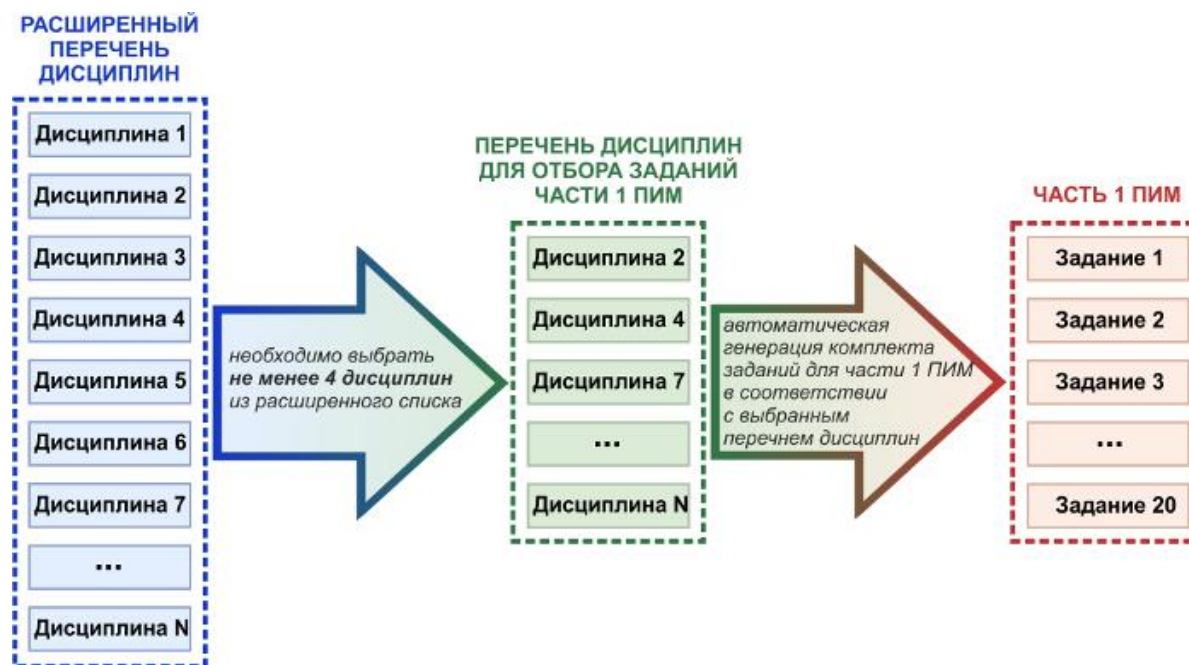 РАСШИРЕННЫЙ
ПЕРЕЧЕНЬ
ДИСЦИПЛИН
Дисциплина 1
Дисциплина 2
Дисциплина 3
Дисциплина 4
Дисциплина 5
Дисциплина 6
Дисциплина 7
...
Дисциплина N
необходимо выбрать
не менее 4 дисциплин
из расширенного списка
ПЕРЕЧЕНЬ ДИСЦИПЛИН
ДЛЯ ОТБОРА ЗАДАНИЙ
ЧАСТИ 1 ПИМ
Дисциплина 2
Дисциплина 4
Дисциплина 7
...
Дисциплина N
автоматическая
генерация комплекта
заданий для части 1 ПИМ
в соответствии
с выбранным
перечнем дисциплин
ЧАСТЬ 1 ПИМ
Задание 1
Задание 2
Задание 3
...
Задание 20